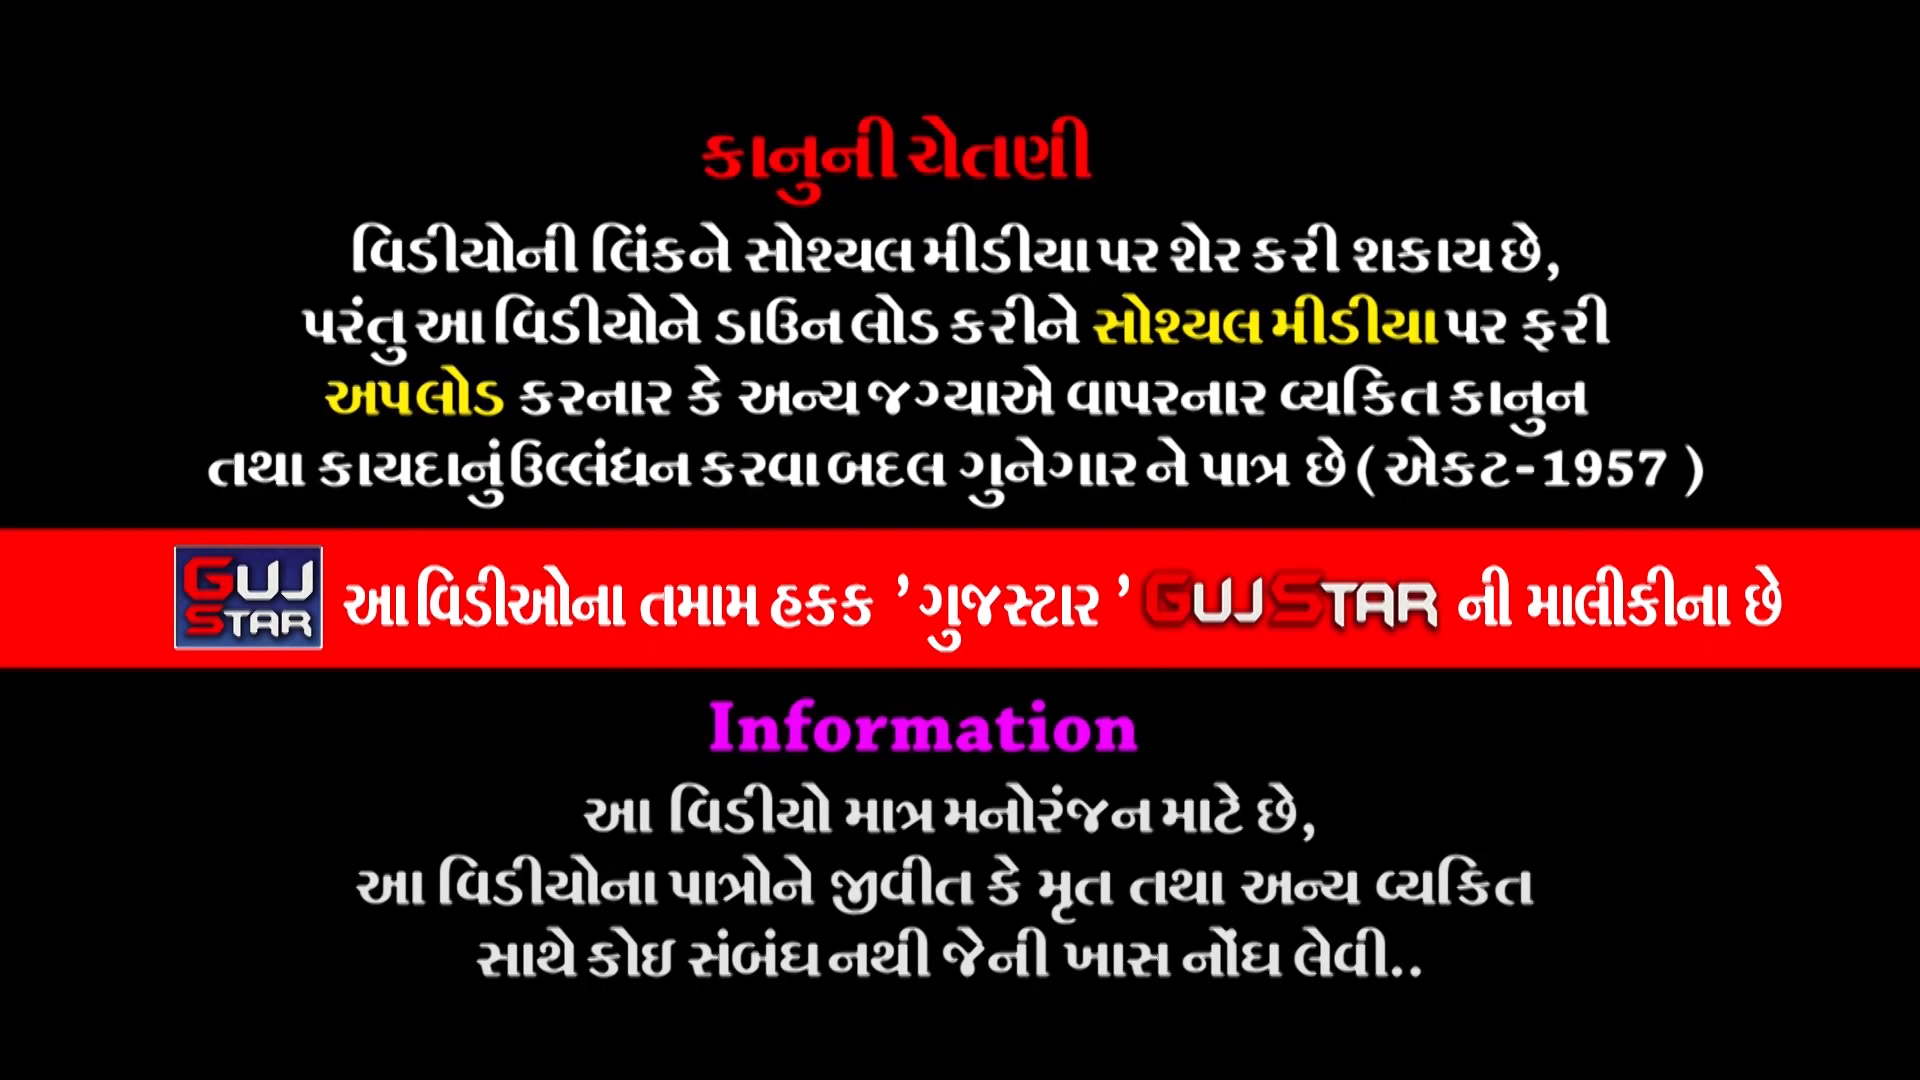 કાનુની ચેતણી
વિડીયોની લિંકને સોશ્યલ મીડીયા પર શેર કરી શકાય છે,
પરંતુ આ વિડીયોને ડાઉનલોડ કરીને સોશ્યલ મીડીયા પર ફરી
અપલોડ કરનાર કે અન્ય જગ્યાએ વાપરનાર વ્યકિત કાનુન
તથા કાયદાનું ઉલ્લંઘન કરવા બદલ ગુનેગાર ને પાત્ર છે ( એકટ-1957 )
GUJ STAR આ વિડીઓના તમામ હકક ’ ગુજસ્ટાર ’ GUJ STAR ની માલીકીના છે
Information
આ વિડીયો માત્ર મનોરંજન માટે છે,
આ વિડીયોના પાત્રોને જીવીત કે મૃત તથા અન્ય વ્યકિત
સાથે કોઇ સંબંઘ નથી જેની ખાસ નોંઘ લેવી..